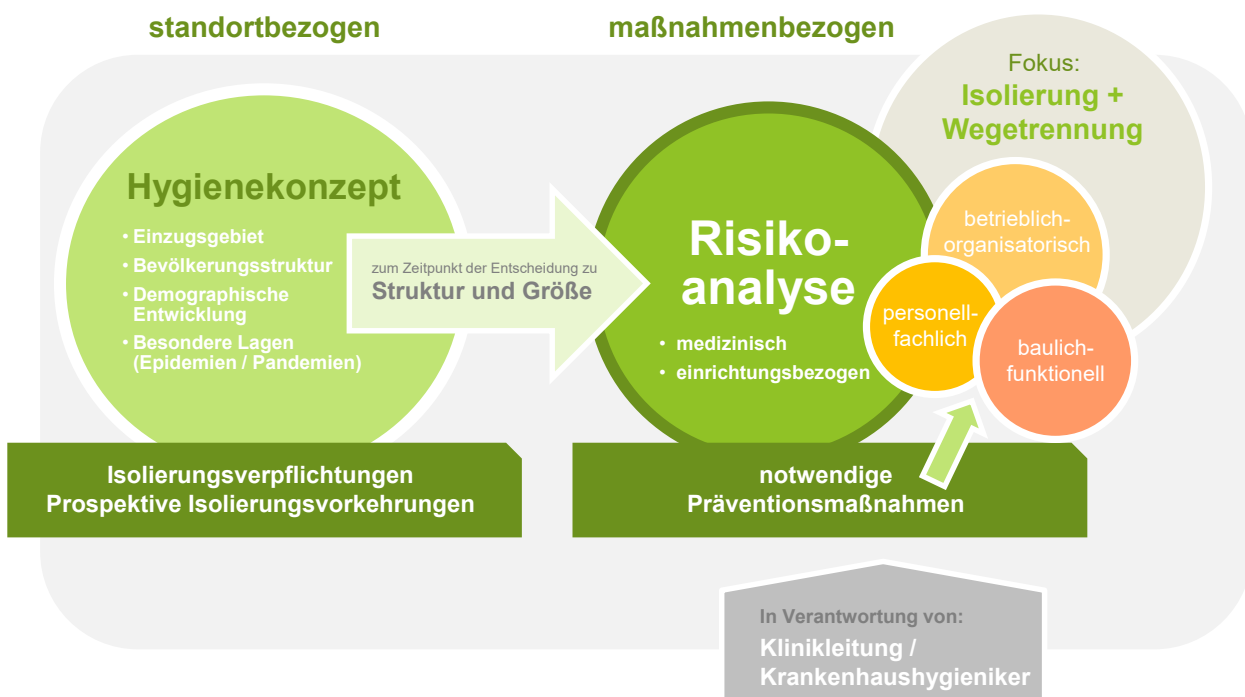 standortbezogen
maßnahmenbezogen
Hygienekonzept
• Einzugsgebiet
• Bevölkerungsstruktur
• Demographische
Entwicklung
• Besondere Lagen
(Epidemien / Pandemien)
zum Zeitpunkt der Entscheidung zu
Struktur und Größe
Risiko-
analyse
• medizinisch
• einrichtungsbezogen
Fokus:
Isolierung +
Wegetrennung
betrieblich-
organisatorisch
personell-
fachlich
baulich-
funktionell
Isolierungsverpflichtungen
Prospektive Isolierungsvorkehrungen
notwendige
Präventionsmaßnahmen
In Verantwortung von:
Klinikleitung /
Krankenhaushygieniker